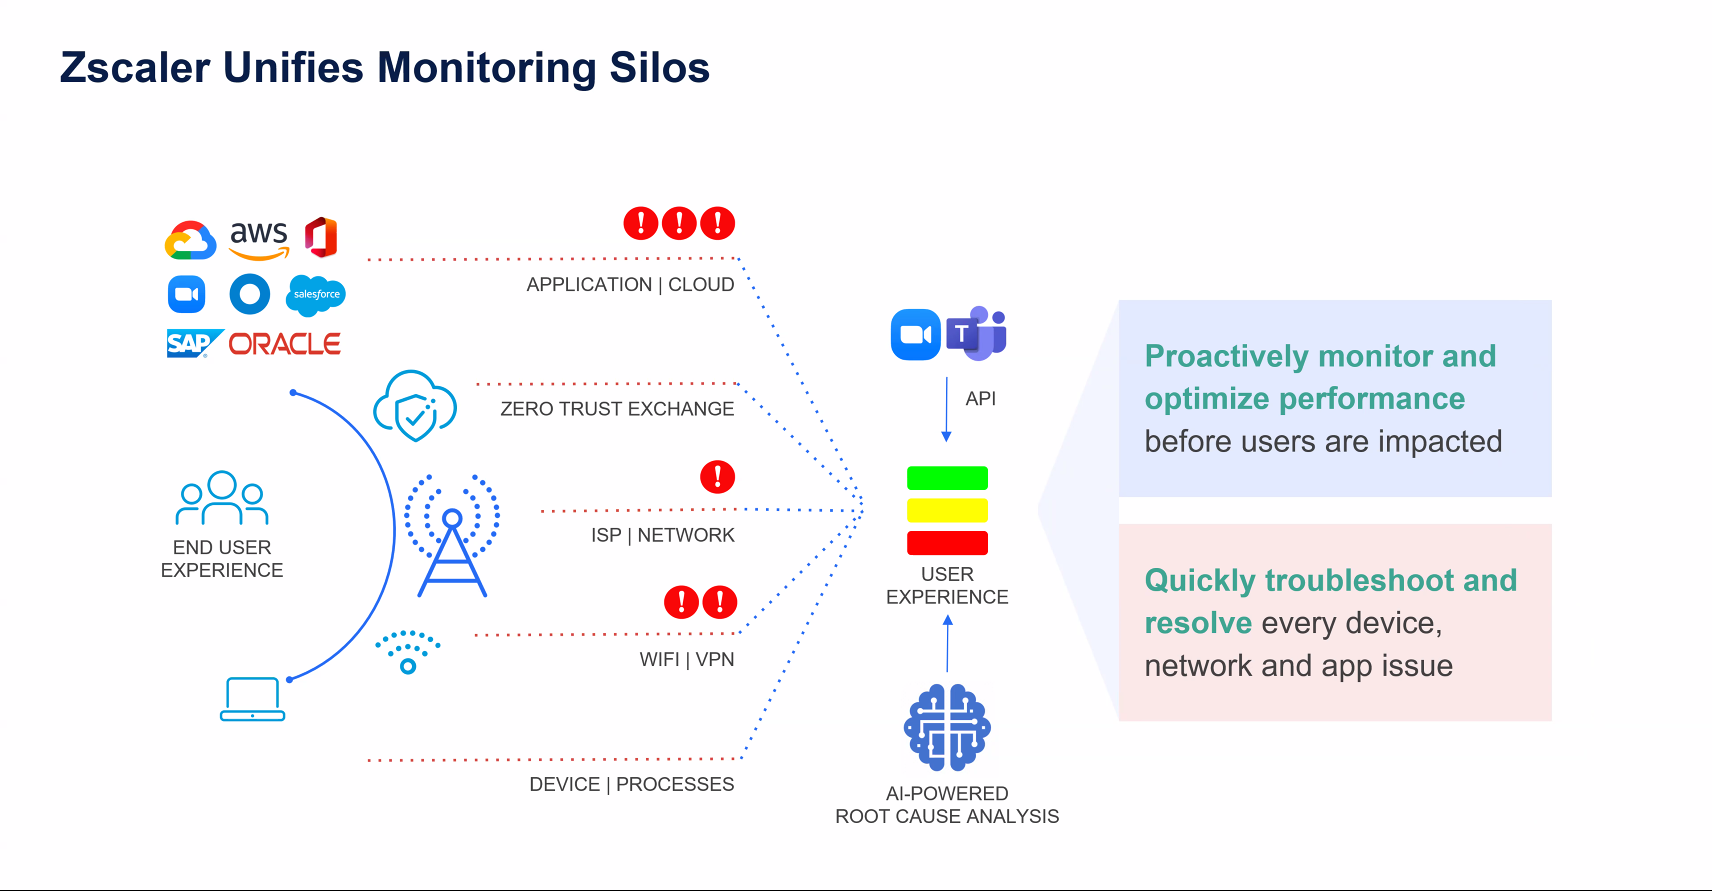 Zscaler Unifies Monitoring Silos
aws
salesforce
SAP
ORACLE
APPLICATION | CLOUD
ZERO TRUST EXCHANGE
ISP | NETWORK
WIFI | VPN
DEVICE | PROCESSES
END USER
EXPERIENCE
T
API
USER
EXPERIENCE
AI-POWERED
ROOT CAUSE ANALYSIS
Proactively monitor and
optimize performance
before users are impacted
Quickly troubleshoot and
resolve every device,
network and app issue